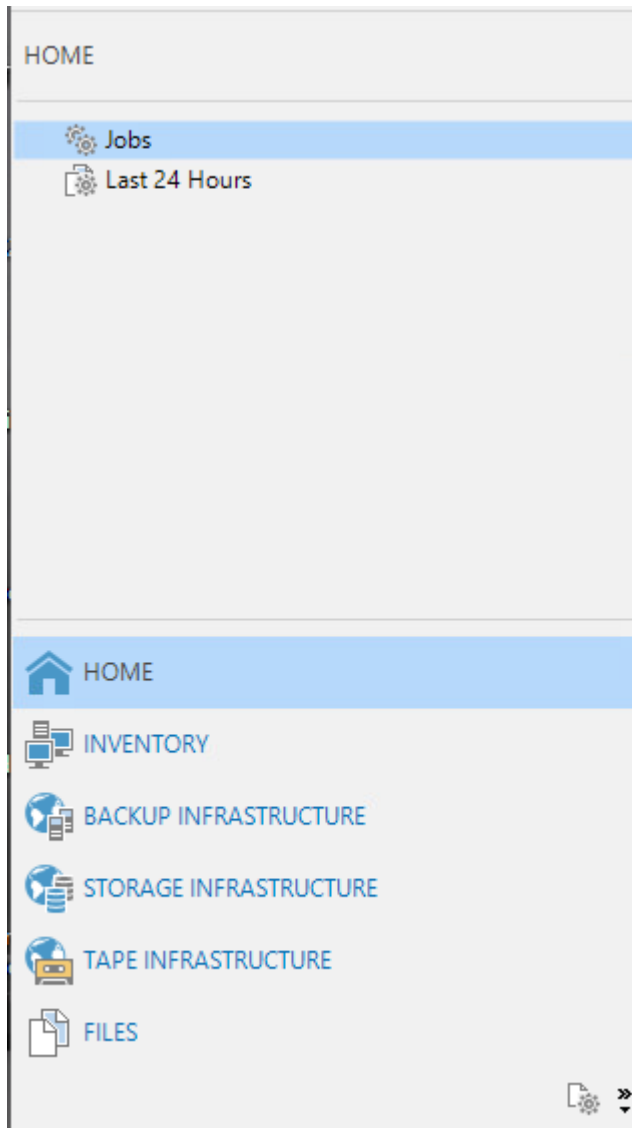 HOME
Jobs
Last 24 Hours
HOME
INVENTORY
BACKUP INFRASTRUCTURE
STORAGE INFRASTRUCTURE
TAPE INFRASTRUCTURE
FILES